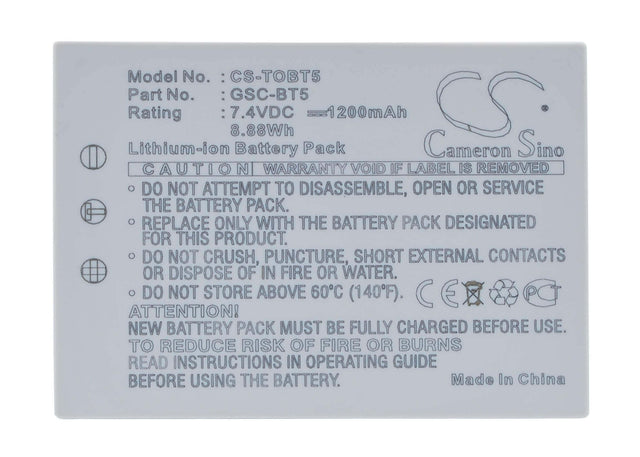 Model No. : CS-TOBT5
Part No. : GSC-BT5
Rating : 7.4VDC ⎓1200mAh
8.88Wh
Lithium-ion Battery Pack
CS
Cameron Sino
CAUTION WARRANTY VOID IF LABEL IS REMOVED
° DO NOT ATTEMPT TO DISASSEMBLE, OPEN OR SERVICE
THE BATTERY PACK.
° REPLACE ONLY WITH THE BATTERY PACK DESIGNATED
FOR THIS PRODUCT.
° DO NOT CRUSH, PUNCTURE, SHORT EXTERNAL CONTACTS
OR DISPOSE OF IN FIRE OR WATER.
° DO NOT STORE ABOVE 60°C (140°F).
CE PCT
ATTENTION!
NEW BATTERY PACK MUST BE FULLY CHARGED BEFORE USE
TO REDUCE RISK OF FIRE OR BURNS
READ INSTRUCTIONS IN OPERATING GUIDE
BEFORE USING THE BATTERY.
Made In China